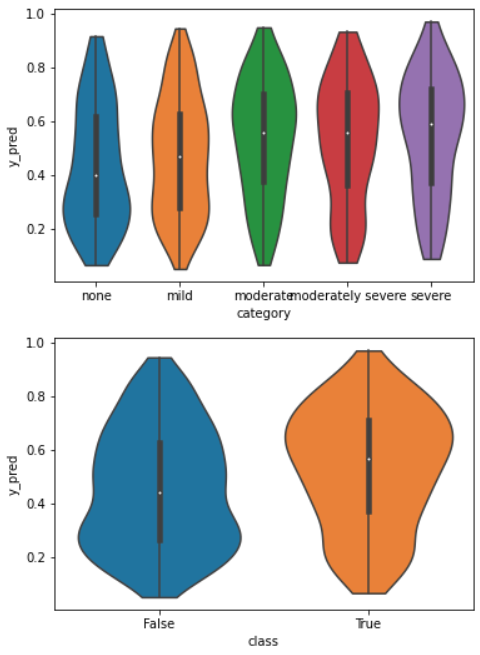 1.0
0.8
0.6
0.4
0.2
y_pred
none mild moderate moderately severe severe
category
1.0
0.8
0.6
0.4
0.2
y_pred
False True
class